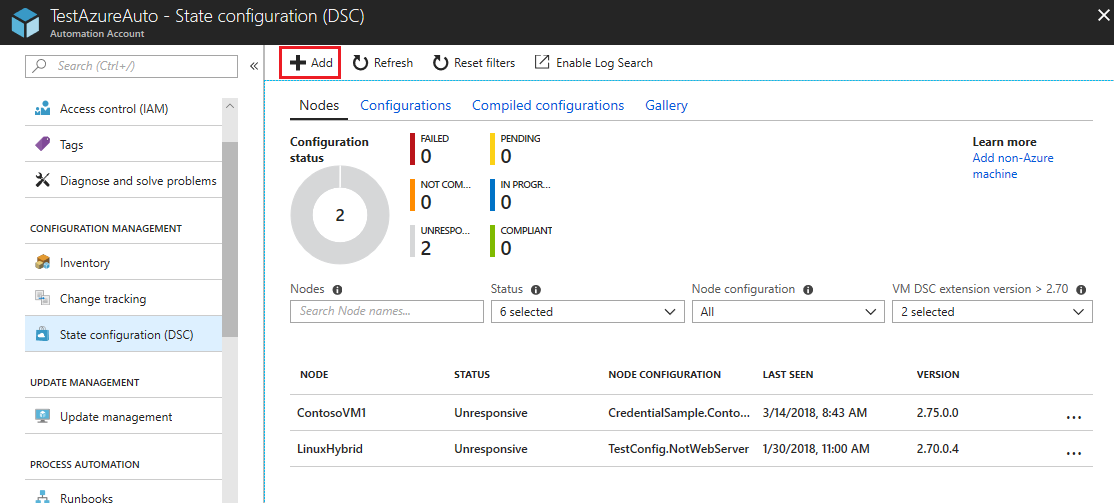 TestAzureAuto - State configuration (DSC)
Automation Account
Search (Ctrl+/)
«
Access control (IAM)
Tags
Diagnose and solve problems
CONFIGURATION MANAGEMENT
Inventory
Change tracking
State configuration (DSC)
UPDATE MANAGEMENT
Update management
PROCESS AUTOMATION
Runbooks
Add Refresh Reset filters Enable Log Search
Nodes Configurations Compiled configurations Gallery
Configuration
status
2
FAILED
0
PENDING
0
NOT COM...
0
IN PROGR...
0
UNRESPO...
2
COMPLIANT
0
Learn more
Add non-Azure
machine
Nodes
Search Node names...
Status
6 selected
Node configuration
All
VM DSC extension version > 2.70
2 selected
NODE STATUS NODE CONFIGURATION LAST SEEN VERSION
ContosoVM1 Unresponsive CredentialSample.Conto... 3/14/2018, 8:43 AM 2.75.0.0 ...
LinuxHybrid Unresponsive TestConfig.NotWebServer 1/30/2018, 11:00 AM 2.70.0.4 ...